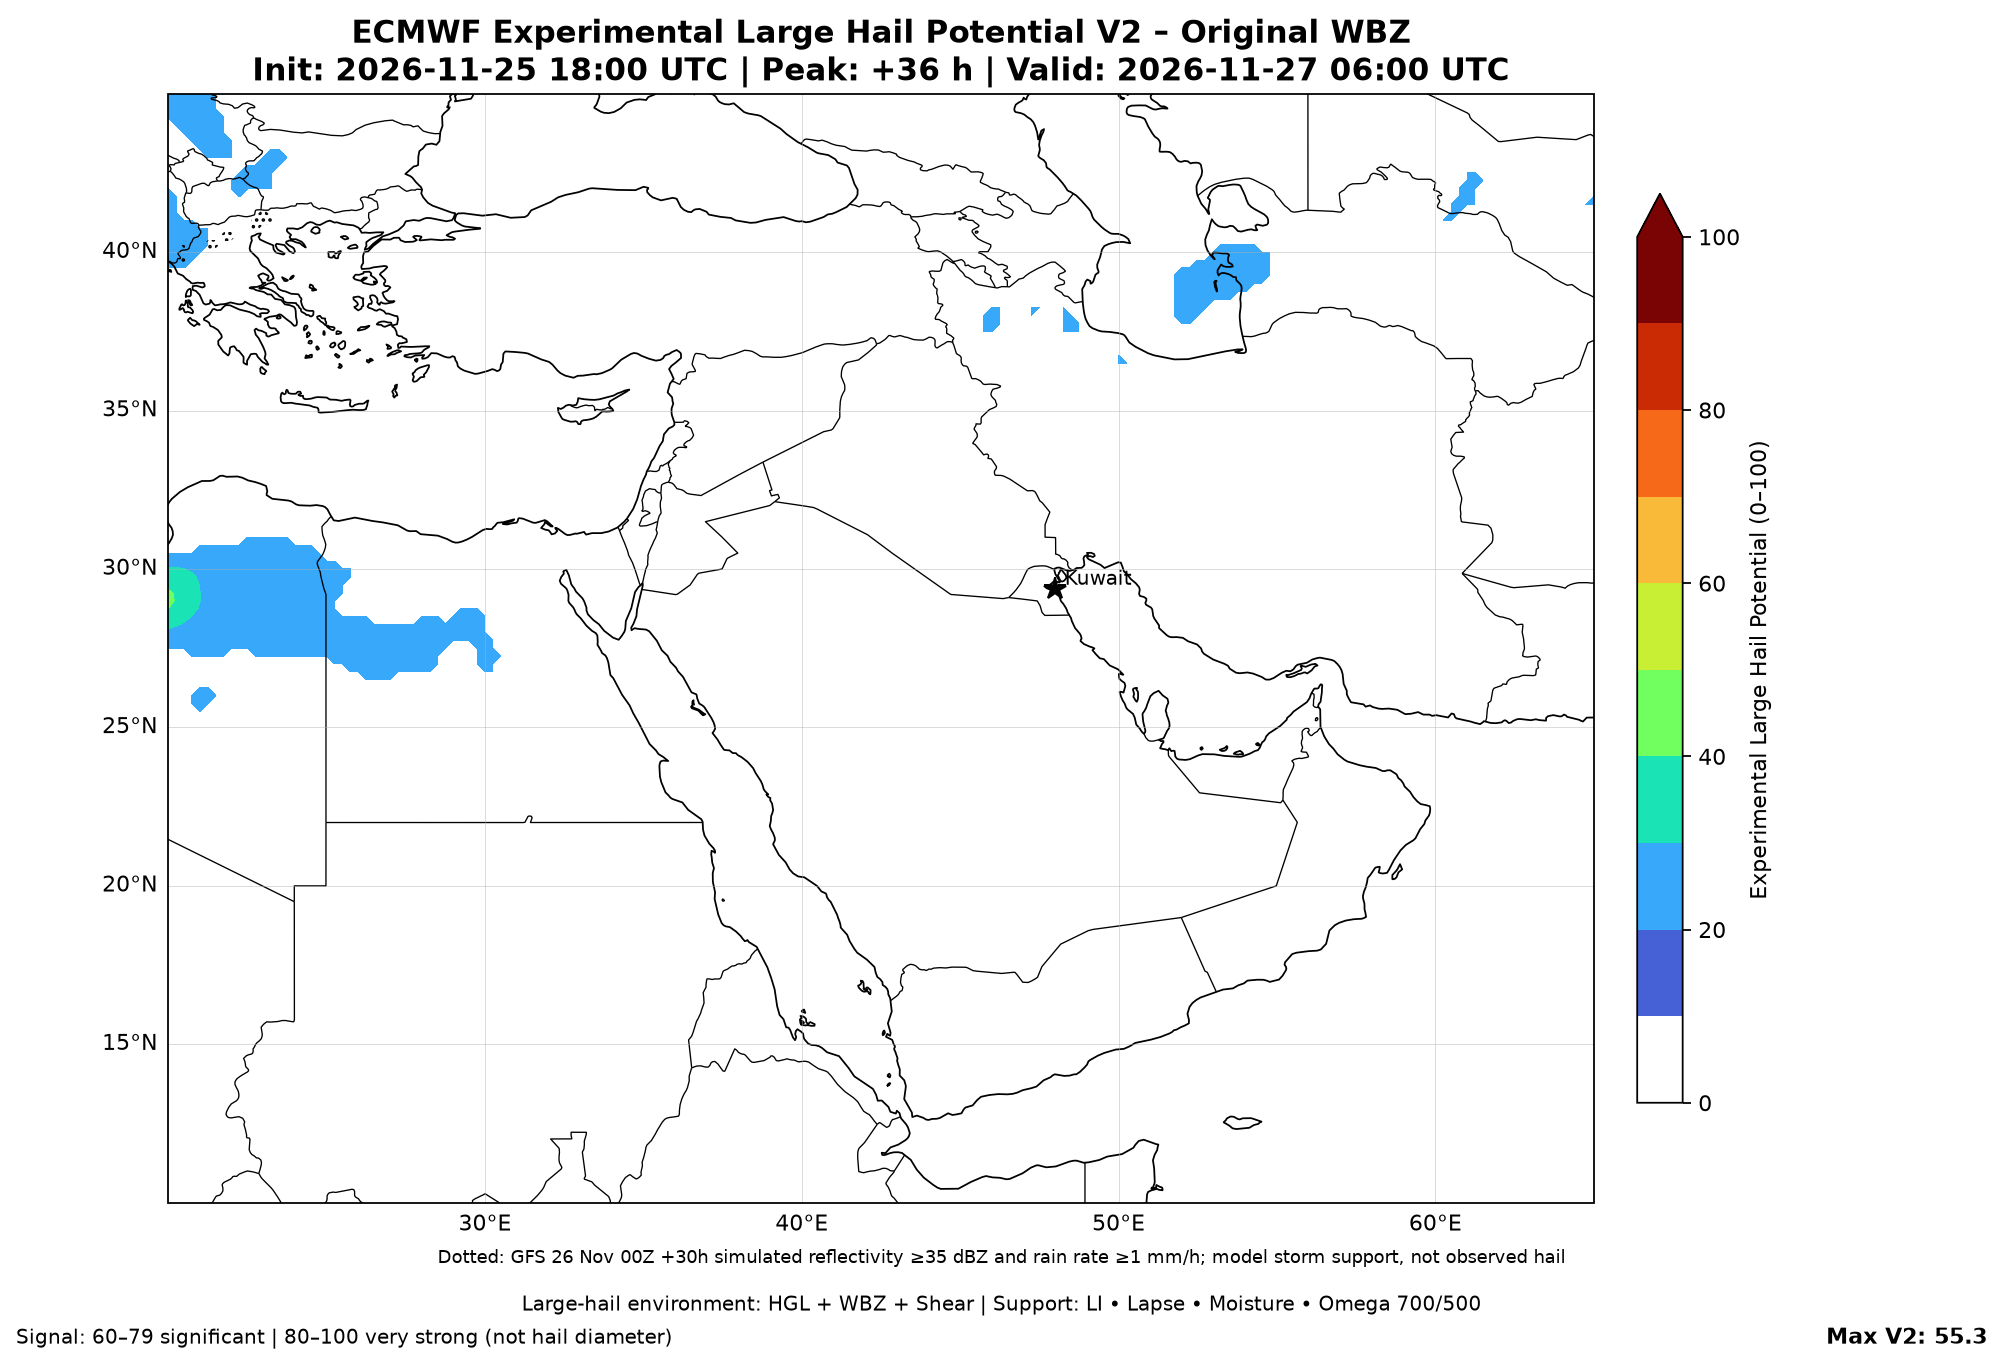 ECMWF Experimental Large Hail Potential V2 – Original WBZ
Init: 2026-11-25 18:00 UTC | Peak: +36 h | Valid: 2026-11-27 06:00 UTC
40°N
35°N
30°N
25°N
20°N
15°N
Kuwait
30°E
40°E
50°E
60°E
100
80
60
40
20
0
Experimental Large Hail Potential (0–100)
Dotted: GFS 26 Nov 00Z +30h simulated reflectivity ≥35 dBZ and rain rate ≥1 mm/h; model storm support, not observed hail
Large-hail environment: HGL + WBZ + Shear | Support: LI • Lapse • Moisture • Omega 700/500
Signal: 60–79 significant | 80–100 very strong (not hail diameter)
Max V2: 55.3